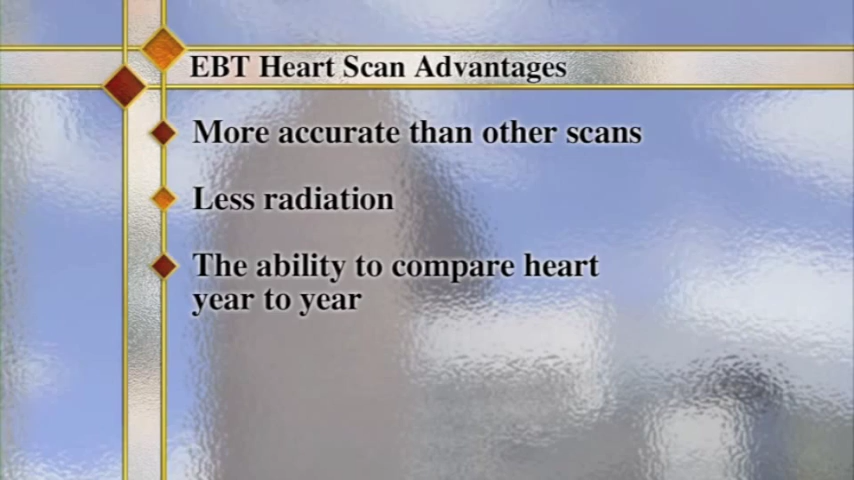 EBT Heart Scan Advantages
More accurate than other scans
Less radiation
The ability to compare heart
year to year